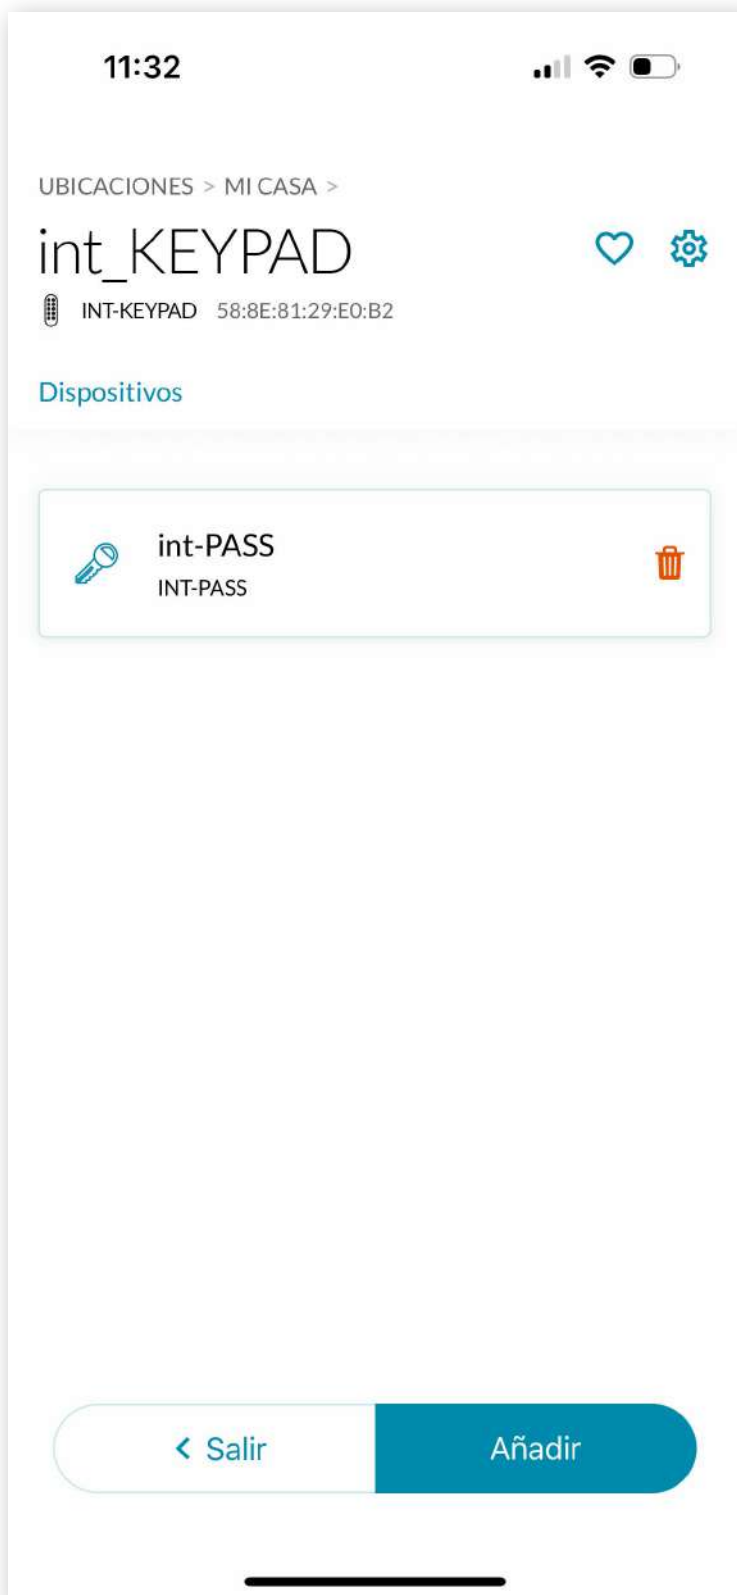 11:32
UBICACIONES > MI CASA >
int_KEYPAD
INT-KEYPAD 58:8E:81:29:E0:B2
Dispositivos
int-PASS
INT-PASS
< Salir
Añadir